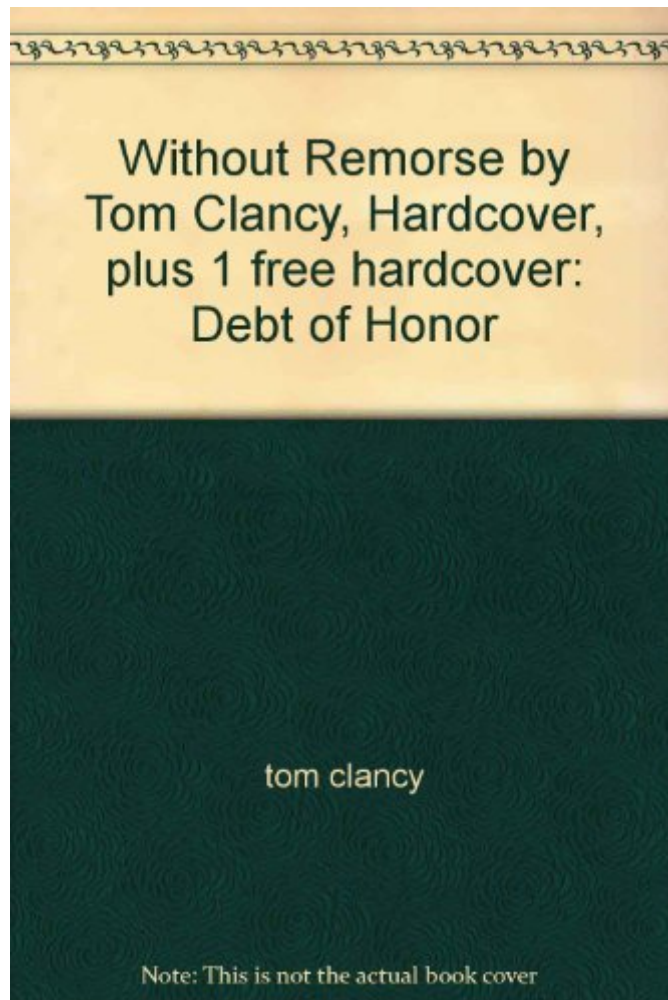 Without Remorse by
Tom Clancy, Hardcover,
plus 1 free hardcover:
Debt of Honor
tom clancy
Note: This is not the actual book cover